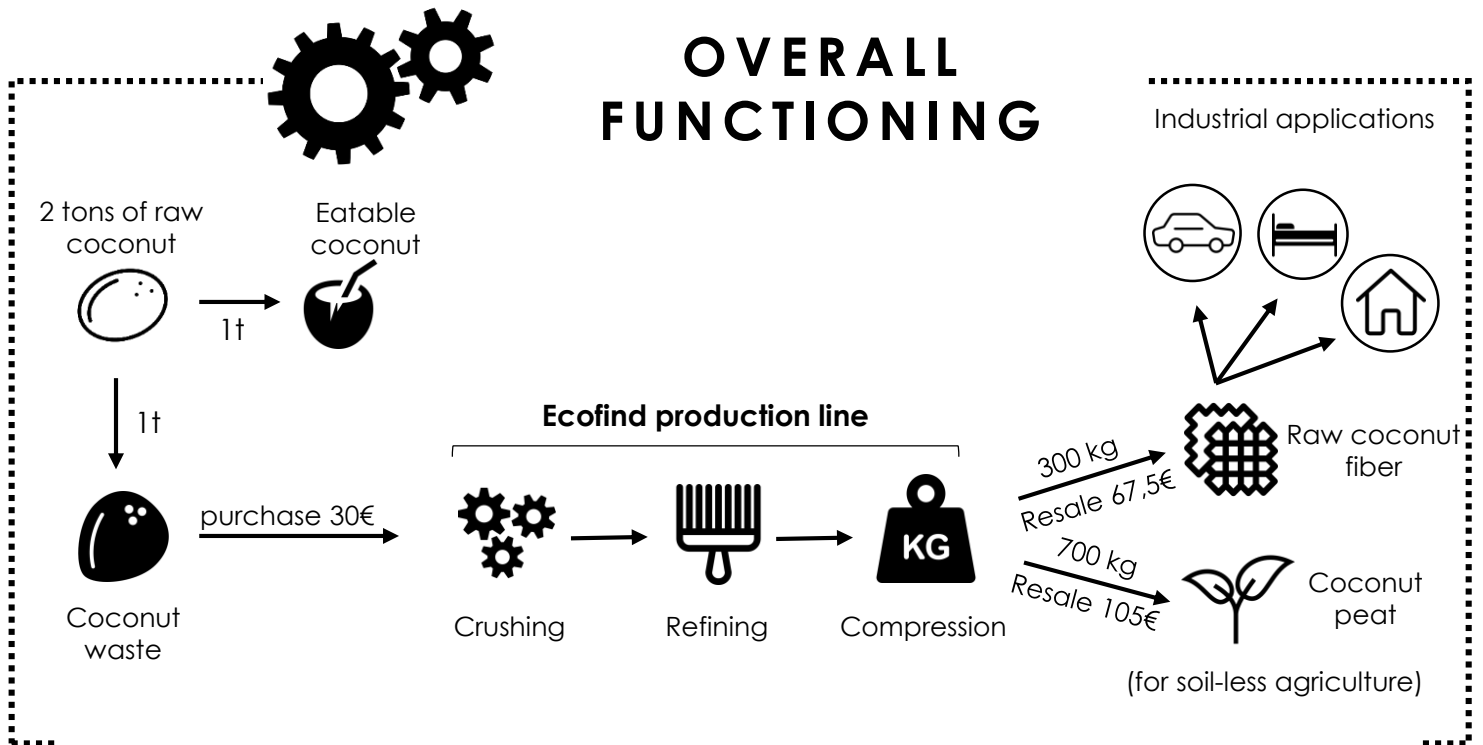 OVERALL
FUNCTIONING
Industrial applications
2 tons of raw
coconut
Eatable
coconut
1t
1t
Ecofind production line
purchase 30€
KG
300 kg
Resale 67,5€
Raw coconut
fiber
700 kg
Resale 105€
Coconut
peat
Coconut
waste
Crushing
Refining
Compression
(for soil-less agriculture)